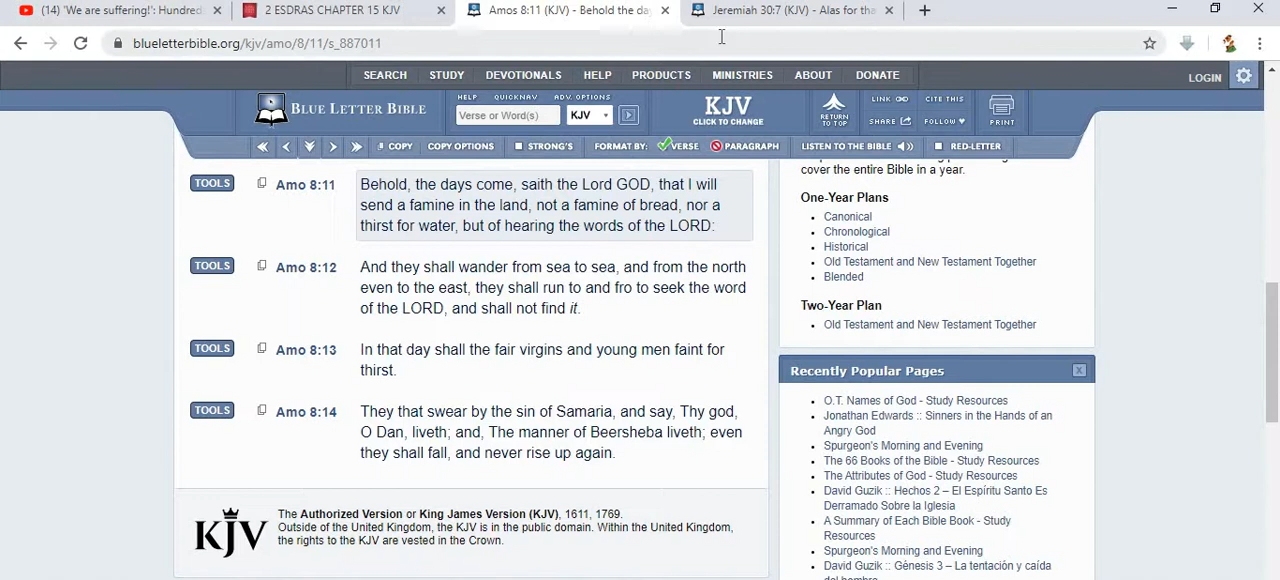 (14) 'We are suffering!': Hundred
2 ESDRAS CHAPTER 15 KJV
Amos 8:11 (KJV) - Behold the da
Jeremiah 30:7 (KJV) - Alas for tha
blueletterbible.org/kjv/amo/8/11/s_887011
SEARCH STUDY DEVOTIONALS HELP PRODUCTS MINISTRIES ABOUT DONATE
LOGIN
BLUE LETTER BIBLE
HELP QUICKNAV ADV. OPTIONS
Verse or Word(s) KJV
KJV
CLICK TO CHANGE
RETURN
TO TOP
LINK CITE THIS
SHARE FOLLOW
PRINT
COPY COPY OPTIONS STRONG'S FORMAT BY: VERSE PARAGRAPH LISTEN TO THE BIBLE RED-LETTER
TOOLS Amo 8:11 Behold, the days come, saith the Lord GOD, that I will
send a famine in the land, not a famine of bread, nor a
thirst for water, but of hearing the words of the LORD:
TOOLS Amo 8:12 And they shall wander from sea to sea, and from the north
even to the east, they shall run to and fro to seek the word
of the LORD, and shall not find it.
TOOLS Amo 8:13 In that day shall the fair virgins and young men faint for
thirst.
TOOLS Amo 8:14 They that swear by the sin of Samaria, and say, Thy god,
O Dan, liveth; and, The manner of Beersheba liveth; even
they shall fall, and never rise up again.
KJV
The Authorized Version or King James Version (KJV), 1611, 1769.
Outside of the United Kingdom, the KJV is in the public domain. Within the United Kingdom,
the rights to the KJV are vested in the Crown.
cover the entire Bible in a year.
One-Year Plans
Canonical
Chronological
Historical
Old Testament and New Testament Together
Blended
Two-Year Plan
Old Testament and New Testament Together
Recently Popular Pages
O.T. Names of God - Study Resources
Jonathan Edwards :: Sinners in the Hands of an
Angry God
Spurgeon's Morning and Evening
The 66 Books of the Bible - Study Resources
The Attributes of God - Study Resources
David Guzik :: Hechos 2 – El Espíritu Santo Es
Derramado Sobre la Iglesia
A Summary of Each Bible Book - Study
Resources
Spurgeon's Morning and Evening
David Guzik :: Génesis 3 – La tentación y caída
del hombre